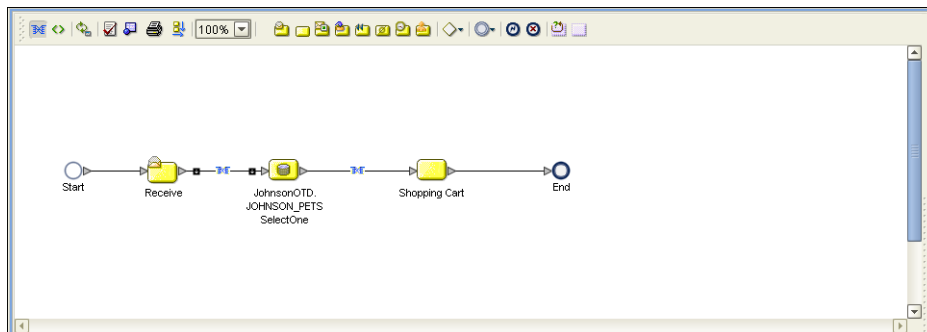 100%
Start
Receive
JohnsonOTD.
JOHNSON_PETS
SelectOne
Shopping Cart
End